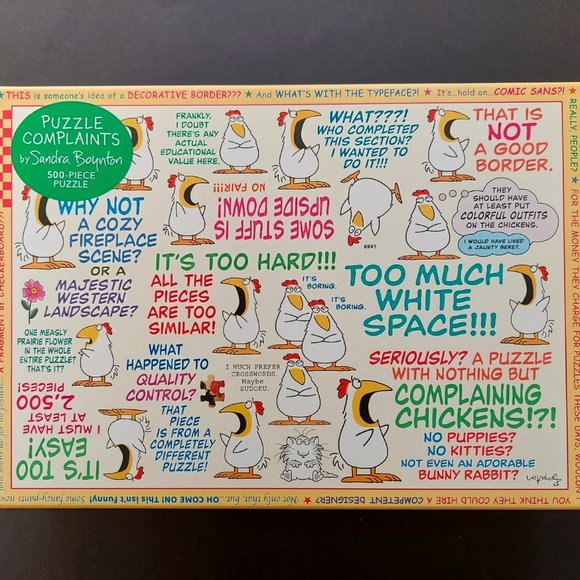 ★ THIS is someone's idea of a DECORATIVE BORDER??? ★ And WHAT'S WITH THE TYPEFACE?! ★ It's...hold on...COMIC SANS?! ★
PUZZLE
COMPLAINTS
by Sandra Boynton
500-PIECE
PUZZLE
FRANKLY,
I DOUBT
THERE'S ANY
ACTUAL
EDUCATIONAL
VALUE HERE.
WHAT???!
WHO COMPLETED
THIS SECTION?
I WANTED TO
DO IT!!!
THAT IS
NOT
A GOOD
BORDER.
WHY NOT
A COZY
FIREPLACE
SCENE?
OR A
MAJESTIC
WESTERN
LANDSCAPE?
SOME STUFF IS
UPSIDE DOWN!
NO FAIR!!!
EEK!
THEY
SHOULD HAVE
AT LEAST PUT
COLORFUL OUTFITS
ON THE CHICKENS.
I WOULD HAVE LIKED
A JAUNTY BERET.
IT'S TOO HARD!!!
ALL THE
PIECES
ARE TOO
SIMILAR!
IT'S
BORING.
IT'S
BORING.
TOO MUCH
WHITE
SPACE!!!
ONE MEASLY
PRAIRIE FLOWER
IN THE WHOLE
ENTIRE PUZZLE?
THAT'S IT?
WHAT
HAPPENED TO
QUALITY
CONTROL?
I MUCH PREFER
CROSSWORDS.
Maybe
SUDOKU.
SERIOUSLY? A PUZZLE
WITH NOTHING BUT
COMPLAINING
CHICKENS!?!
NO PUPPIES?
NO KITTIES?
NOT EVEN AN ADORABLE
BUNNY RABBIT?
THAT
PIECE
IS FROM A
COMPLETELY
DIFFERENT
PUZZLE!
IT'S TOO
EASY!
I MUST HAVE
AT LEAST
2,500
PIECES!
Boynton
REALLY, PEOPLE? ★ FOR THE MONEY THEY CHARGE FOR PUZZLES THESE DAYS, WOULDN'T
YOU THINK THEY COULD HIRE A COMPETENT DESIGNER? ★
Not only that, but...OH COME ON! This isn't funny!
Some fancy-pants new
A FRAGMENT OF CHECKERBOARD??!